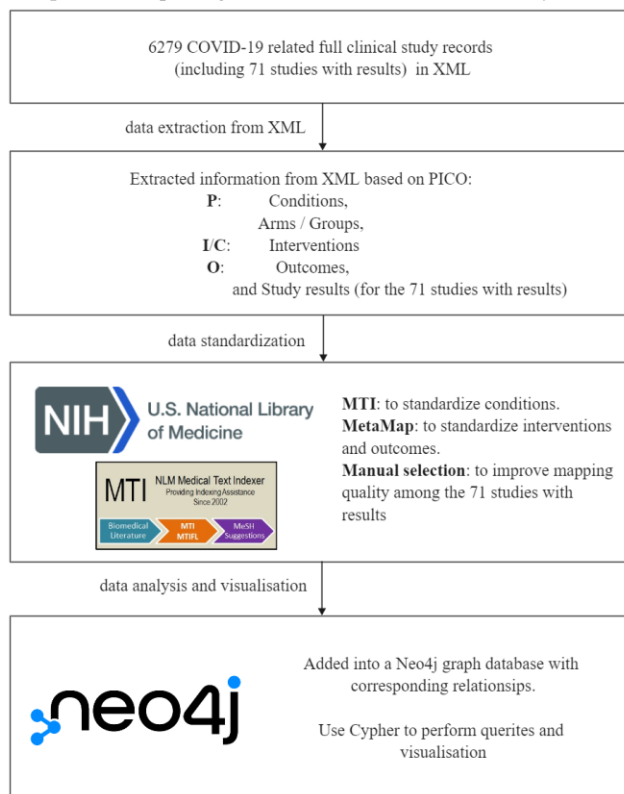 6279 COVID-19 related full clinical study records
(including 71 studies with results) in XML
data extraction from XML
Extracted information from XML based on PICO:
P: Conditions,
Arms / Groups,
I/C: Interventions
O: Outcomes,
and Study results (for the 71 studies with results)
data standardization
NIH U.S. National Library
of Medicine
MTI NLM Medical Text Indexer
Providing Indexing Assistance
Since 2002
Biomedical
Literature
MTI
MTIFL
MeSH
Suggestions
MTI: to standardize conditions.
MetaMap: to standardize interventions
and outcomes.
Manual selection: to improve mapping
quality among the 71 studies with
results
data analysis and visualisation
neo4j
Added into a Neo4j graph database with
corresponding relationsips.
Use Cypher to perform querites and
visualisation